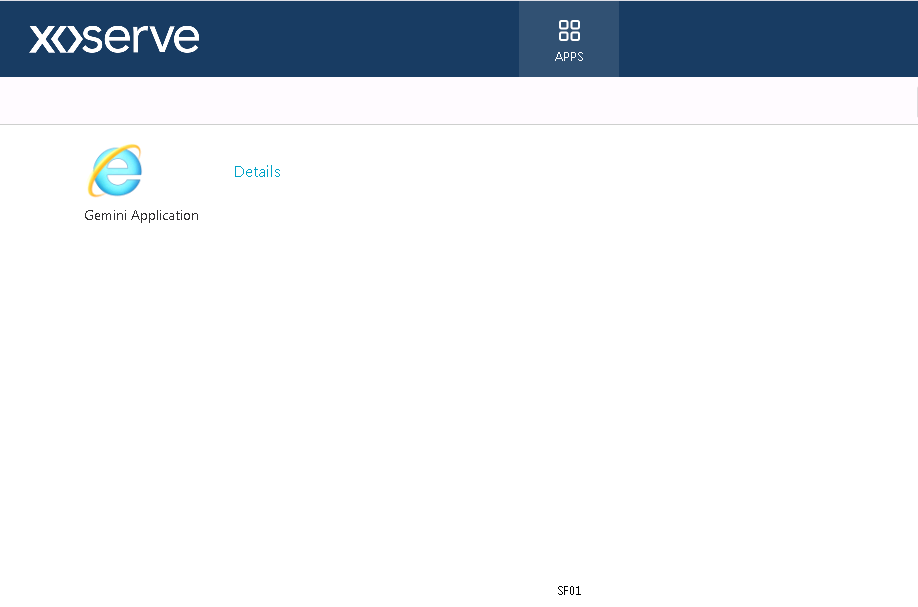 xoserve
APPS
Details
Gemini Application
SF01